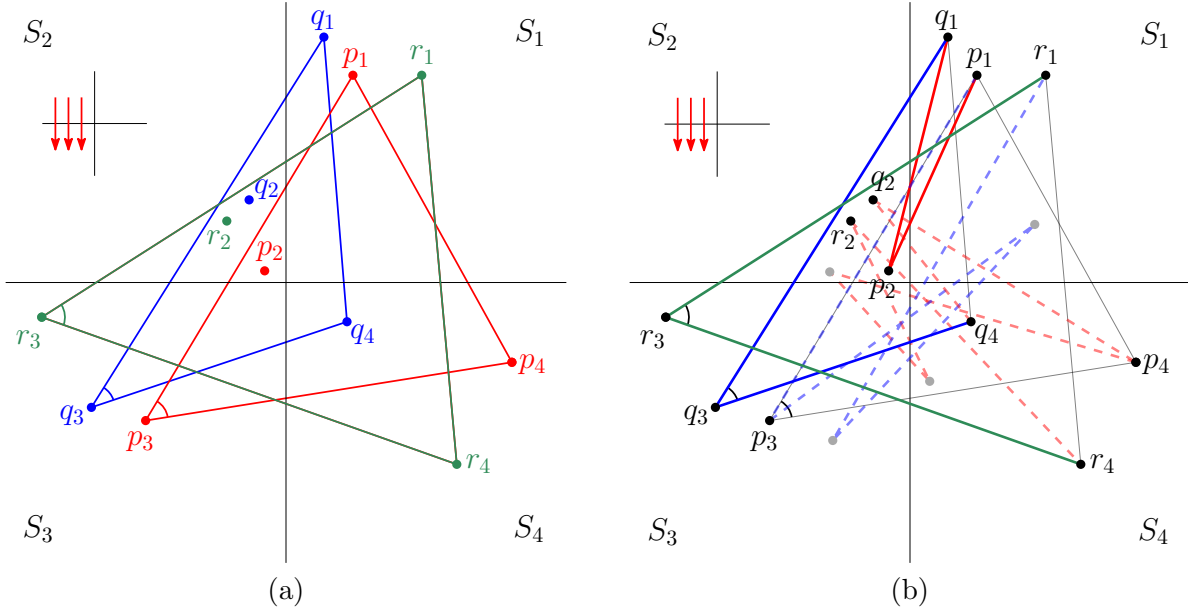 S₂ q₁ S₁
p₁ r₁
q₂
r₂
p₂
r₃ q₄
p₄
q₃
p₃
r₄
S₃ S₄
(a)
S₂ q₁ S₁
p₁ r₁
q₂
r₂
p₂
r₃ q₄
p₄
q₃
p₃
r₄
S₃ S₄
(b)